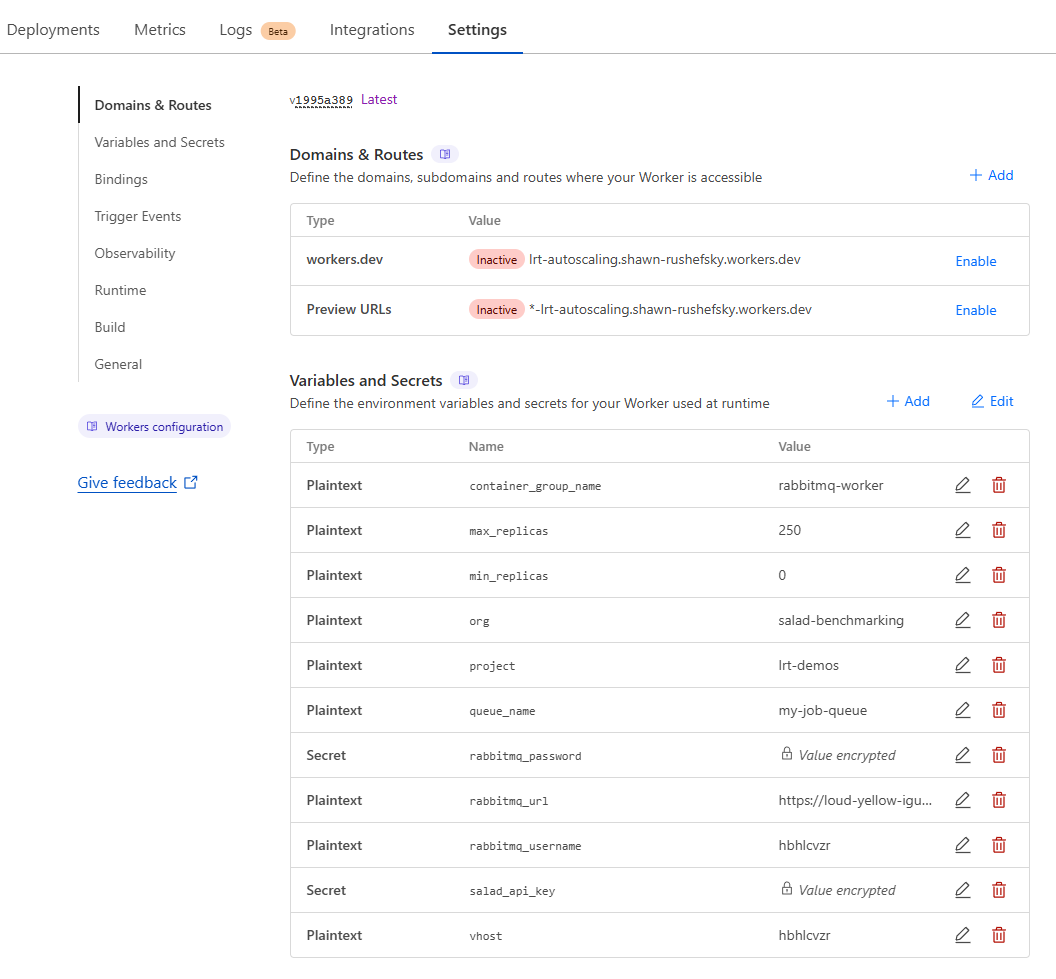 Deployments Metrics Logs Beta Integrations Settings
Domains & Routes
Variables and Secrets
Bindings
Trigger Events
Observability
Runtime
Build
General
Workers configuration
Give feedback
v1995a389 Latest
Domains & Routes
Define the domains, subdomains and routes where your Worker is accessible
+ Add
Type Value
workers.dev Inactive lrt-autoscaling.shawn-rushefsky.workers.dev Enable
Preview URLs Inactive *-lrt-autoscaling.shawn-rushefsky.workers.dev Enable
Variables and Secrets
Define the environment variables and secrets for your Worker used at runtime
+ Add Edit
Type Name Value
Plaintext container_group_name rabbitmq-worker
Plaintext max_replicas 250
Plaintext min_replicas 0
Plaintext org salad-benchmarking
Plaintext project lrt-demos
Plaintext queue_name my-job-queue
Secret rabbitmq_password Value encrypted
Plaintext rabbitmq_url https://loud-yellow-igu...
Plaintext rabbitmq_username hbhlcvzr
Secret salad_api_key Value encrypted
Plaintext vhost hbhlcvzr